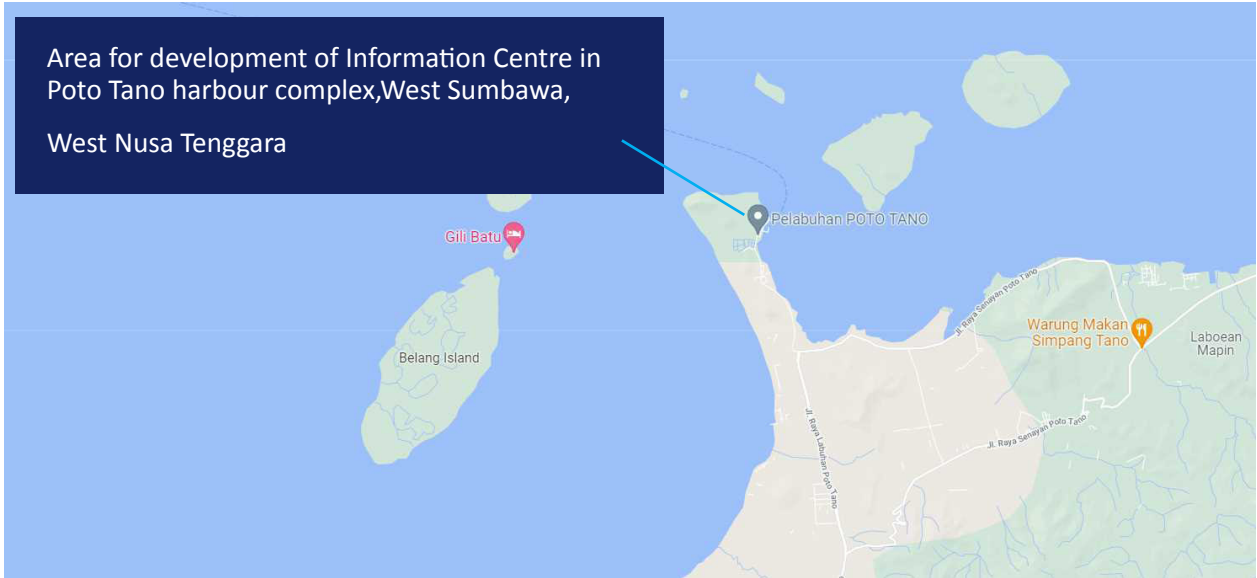 Area for development of Information Centre in
Poto Tano harbour complex,West Sumbawa,
West Nusa Tenggara
Pelabuhan POTO TANO
Gili Batu
Jl. Raya Senayan Poto Tano
Warung Makan
Simpang Tano
Laboean
Mapin
Belang Island
Jl. Raya Labuhan Poto Tano
Jl. Raya Senayan Poto Tano